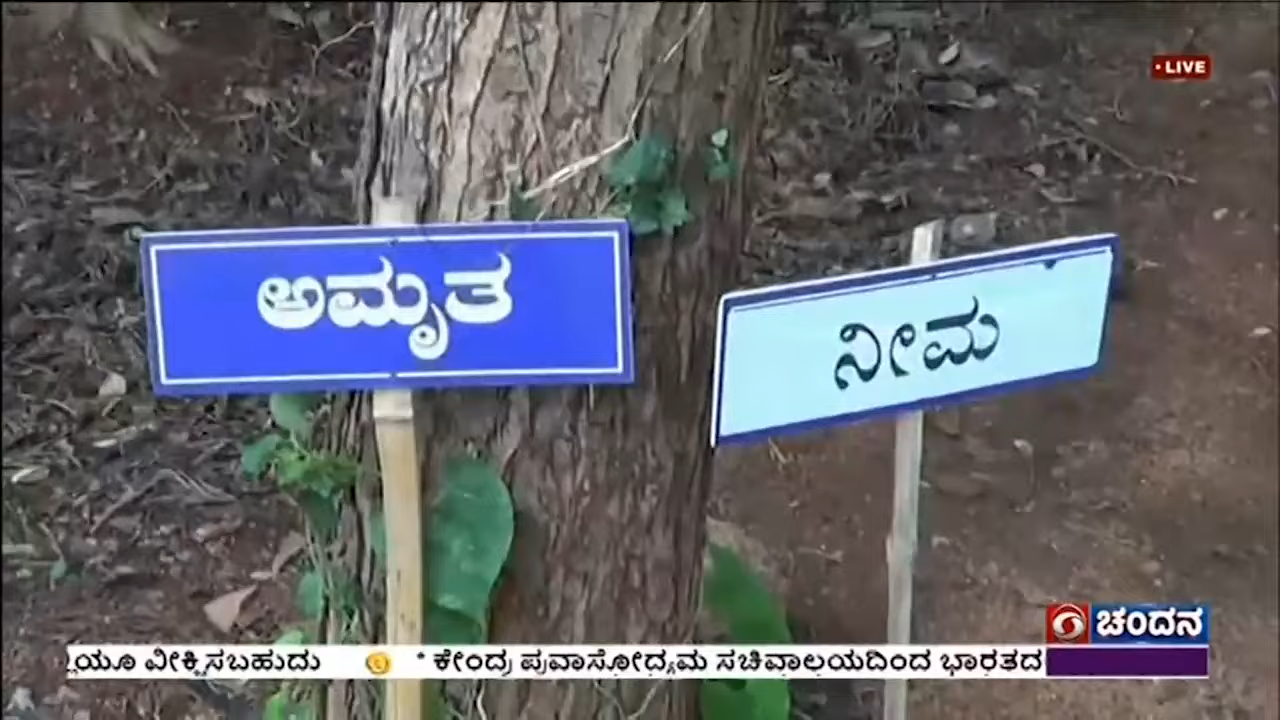 • LIVE
ಅಮೃತ
ನೀಮ
ಚಂದನ
ಯೂ ವೀಕ್ಷಿಸಬಹುದು * ಕೇಂದ್ರ ಪ್ರವಾಸೋದ್ಯಮ ಸಚಿವಾಲಯದಿಂದ ಭಾರತದ